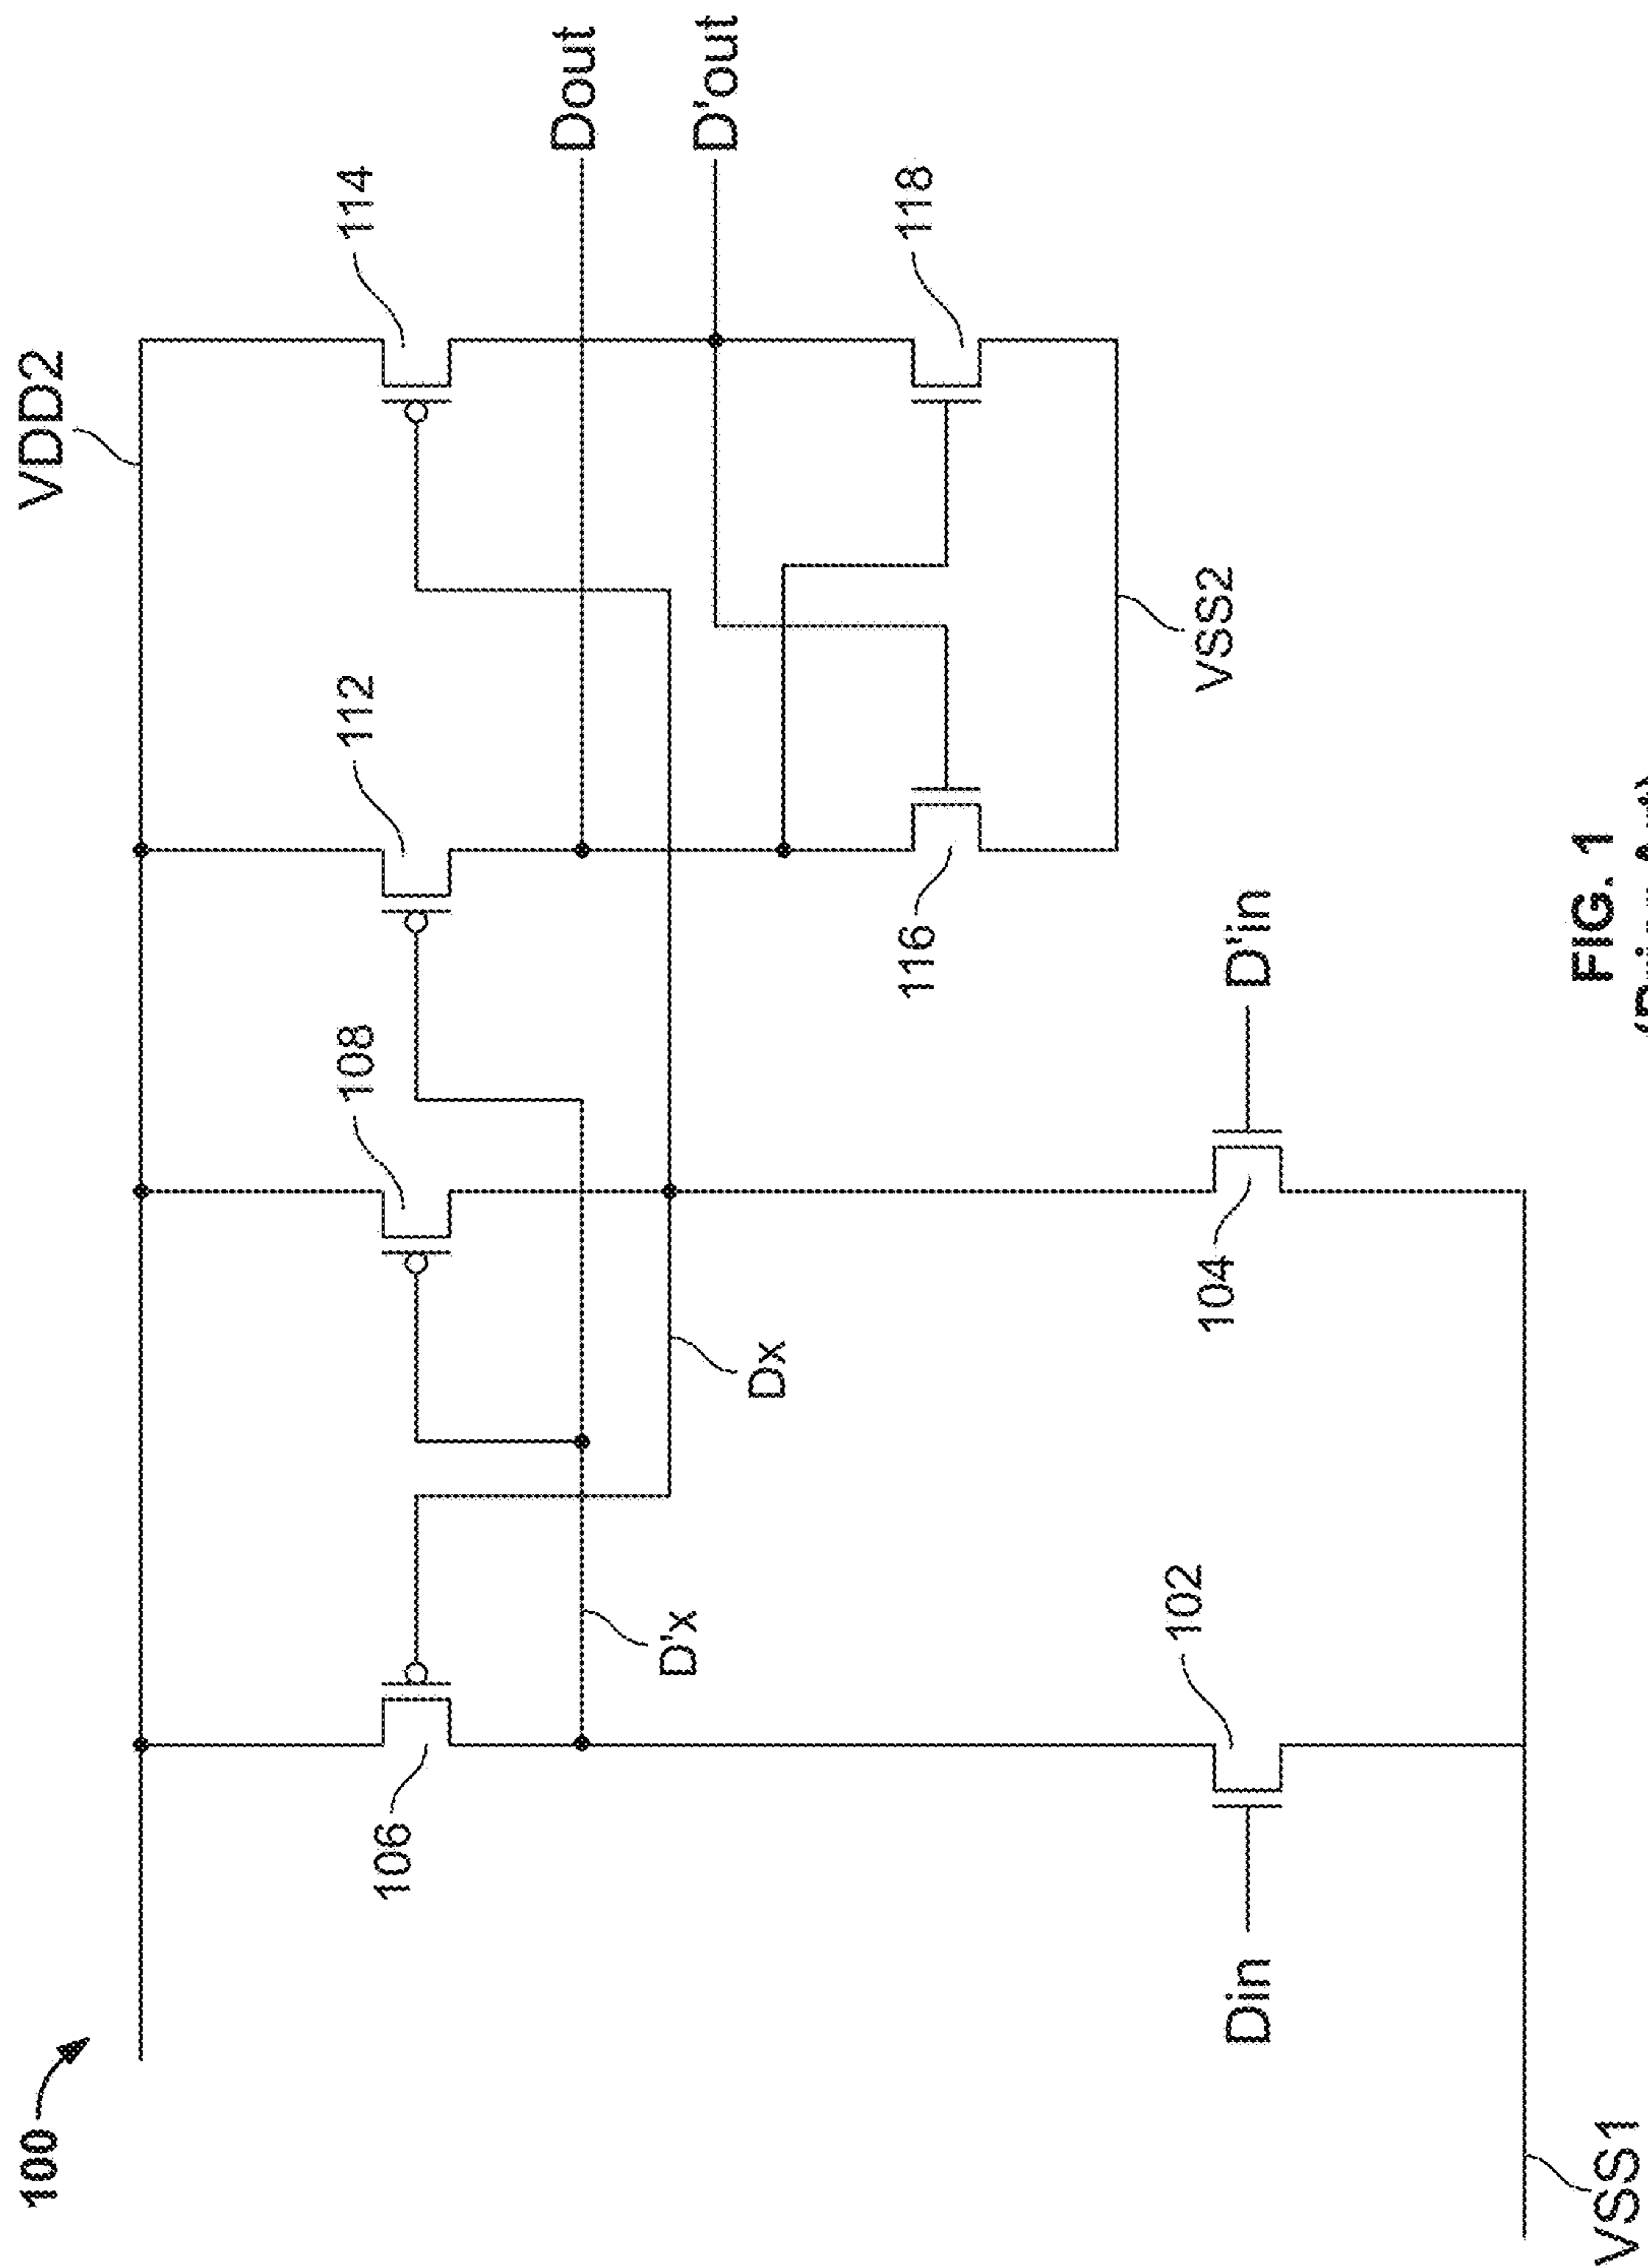 100
VDD2
106
108
112
114
D'x
Dx
Dout
D'out
Din
102
104
D'in
116
118
VSS2
VSS1
FIG. 1